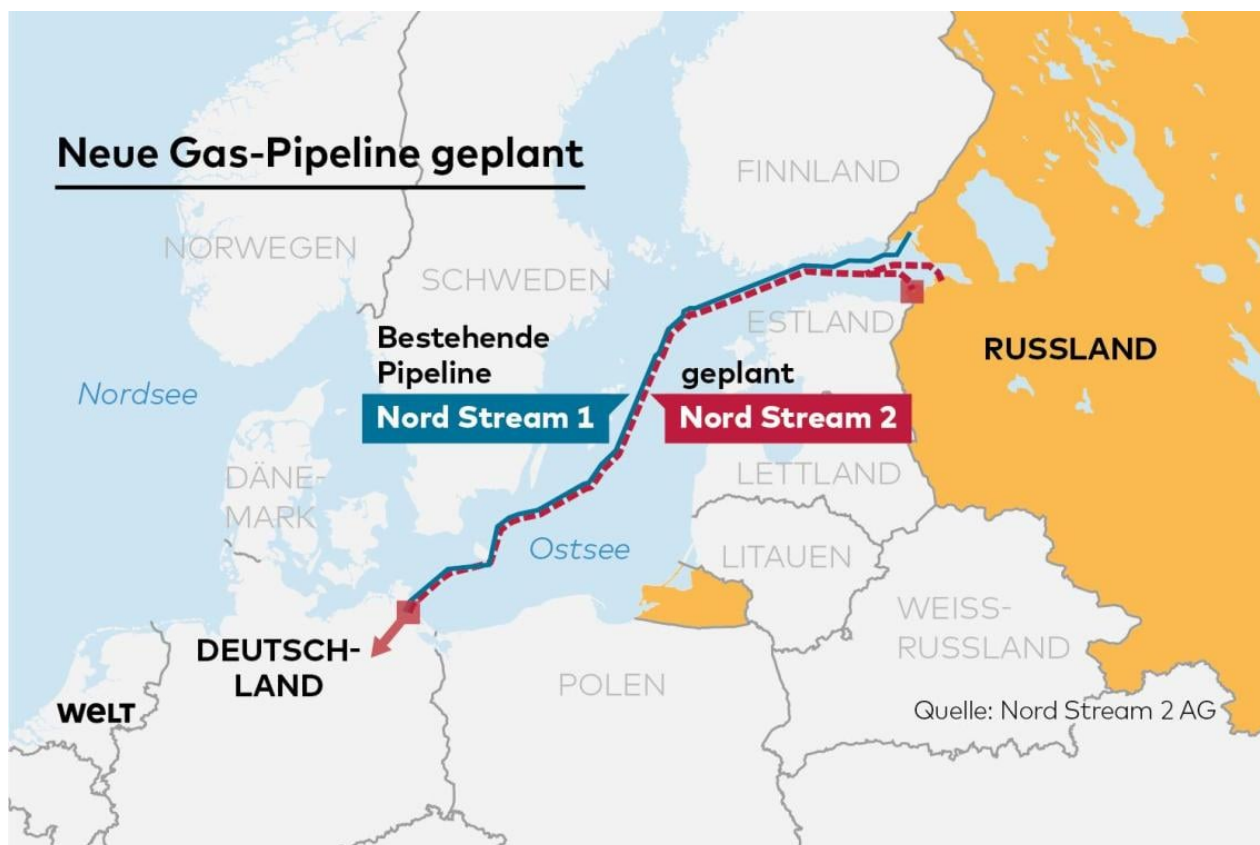 Neue Gas-Pipeline geplant
FINNLAND
NORWEGEN
SCHWEDEN
ESTLAND
RUSSLAND
Bestehende
Pipeline
Nord Stream 1
geplant
Nord Stream 2
Nordsee
DÄNE-
MARK
LETTLAND
Ostsee
LITAUEN
WEISS-
RUSSLAND
DEUTSCH-
LAND
POLEN
WELT
Quelle: Nord Stream 2 AG